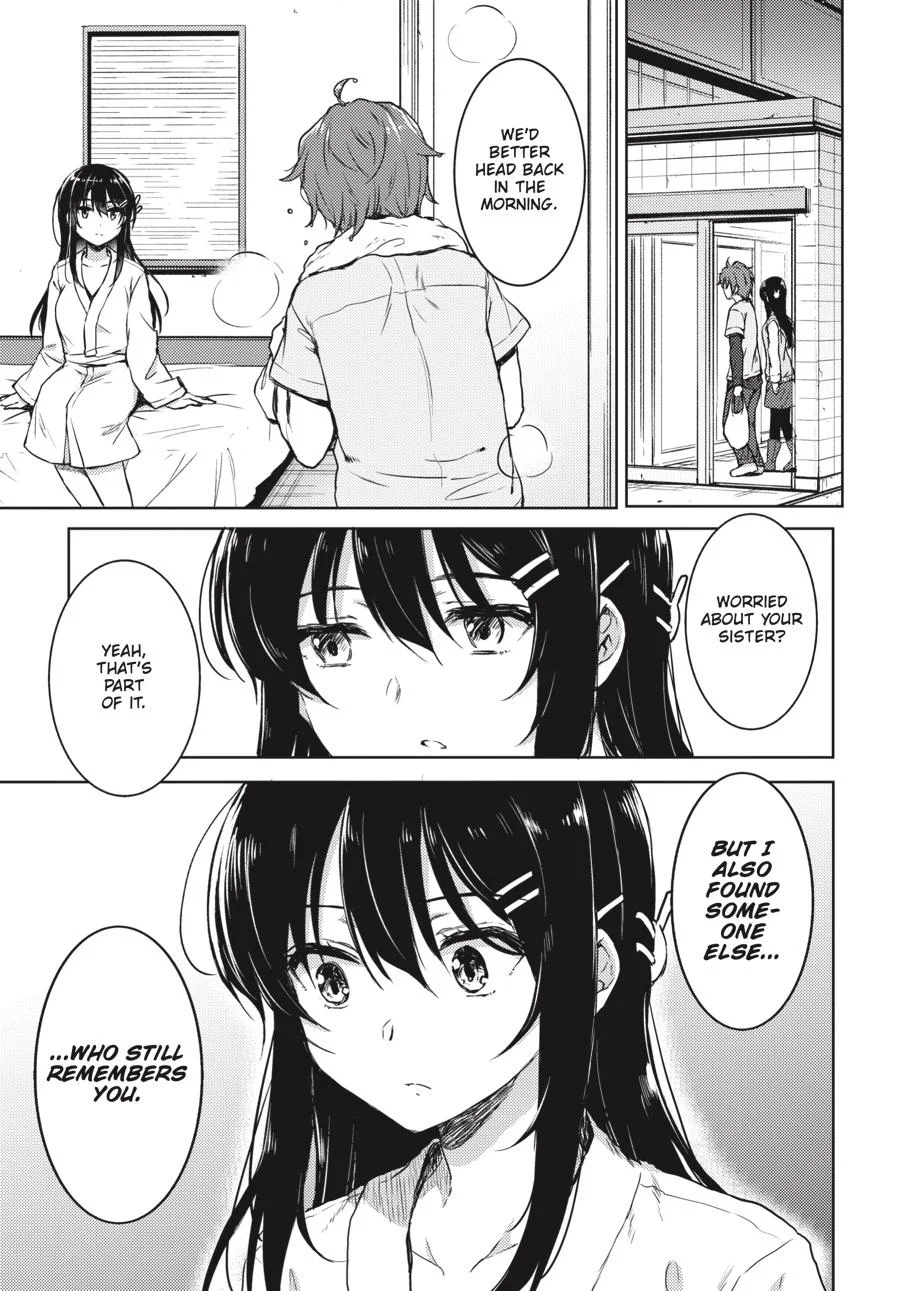 WE'D
BETTER
HEAD BACK
IN THE
MORNING.
WORRIED
ABOUT YOUR
SISTER?
YEAH,
THAT'S
PART
OF IT.
BUT I
ALSO
FOUND
SOME-
ONE
ELSE...
...WHO STILL
REMEMBERS
YOU.